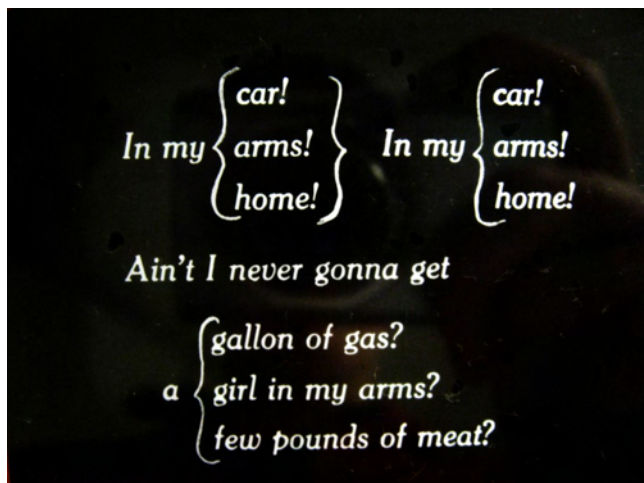 car! car!
In my arms! In my arms!
home! home!
Ain't I never gonna get
gallon of gas?
a girl in my arms?
few pounds of meat?